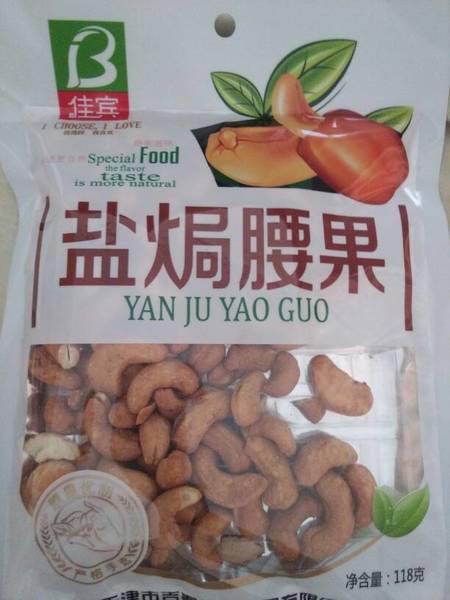 B
佳宾
I CHOOSE, I LOVE
Special Food
the flavor
taste
is more natural
盐焗腰果
YAN JU YAO GUO
净含量：118克